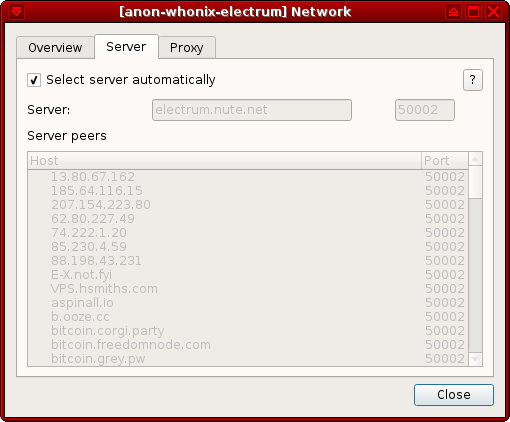 [anon-whonix-electrum] Network
Overview Server Proxy
Select server automatically ?
Server: electrum.nute.net 50002
Server peers
Host Port
13.80.67.162 50002
185.64.116.15 50002
207.154.223.80 50002
62.80.227.49 50002
74.222.1.20 50002
85.230.4.59 50002
88.198.43.231 50002
E-X.not.fyi 50002
VPS.hsmiths.com 50002
aspinall.io 50002
b.ooze.cc 50002
bitcoin.corgi.party 50002
bitcoin.freedomnode.com 50002
bitcoin.grey.pw 50002
Close